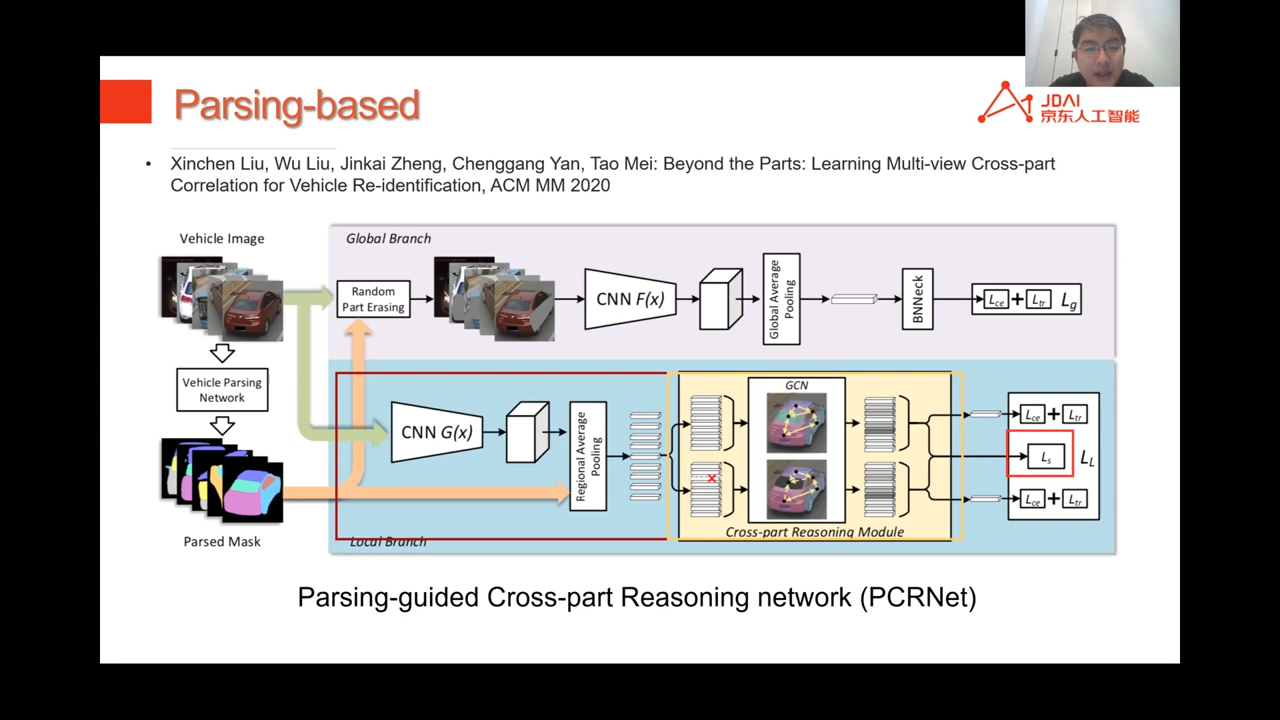 Parsing-based
JDAI
京东人工智能
• Xinchen Liu, Wu Liu, Jinkai Zheng, Chenggang Yan, Tao Mei: Beyond the Parts: Learning Multi-view Cross-part
Correlation for Vehicle Re-identification, ACM MM 2020
Vehicle Image
Global Branch
Random
Part Erasing
CNN F(x)
Global Average
Pooling
BNNeck
Lce + Ltr Lg
Vehicle Parsing
Network
Parsed Mask
CNN G(x)
Regional Average
Pooling
GCN
Cross-part Reasoning Module
Local Branch
Lce + Ltr
Ls LL
Lce + Ltr
Parsing-guided Cross-part Reasoning network (PCRNet)